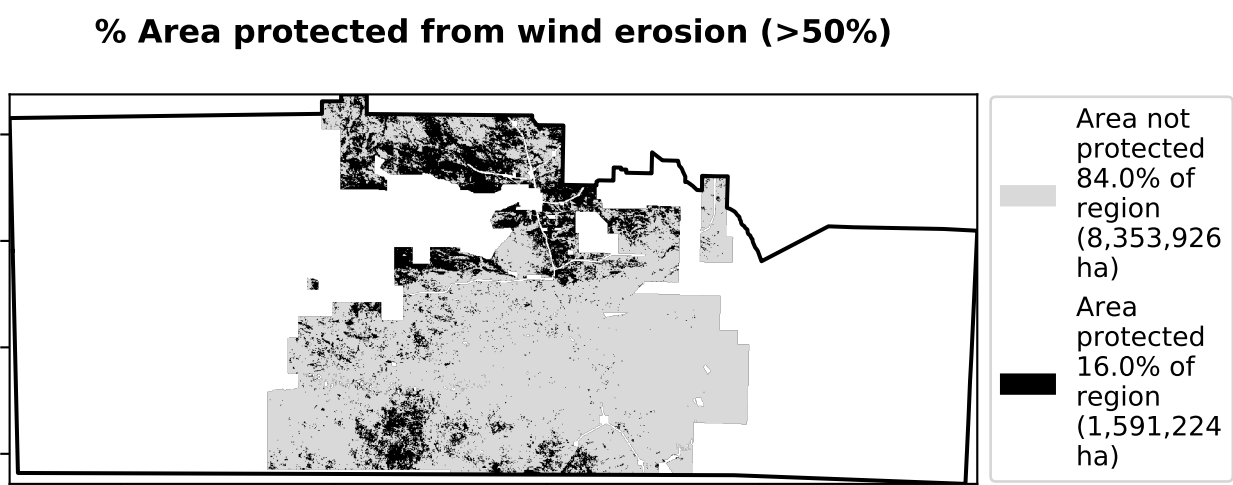 % Area protected from wind erosion (>50%)
Area not
protected
84.0% of
region
(8,353,926
ha)
Area
protected
16.0% of
region
(1,591,224
ha)